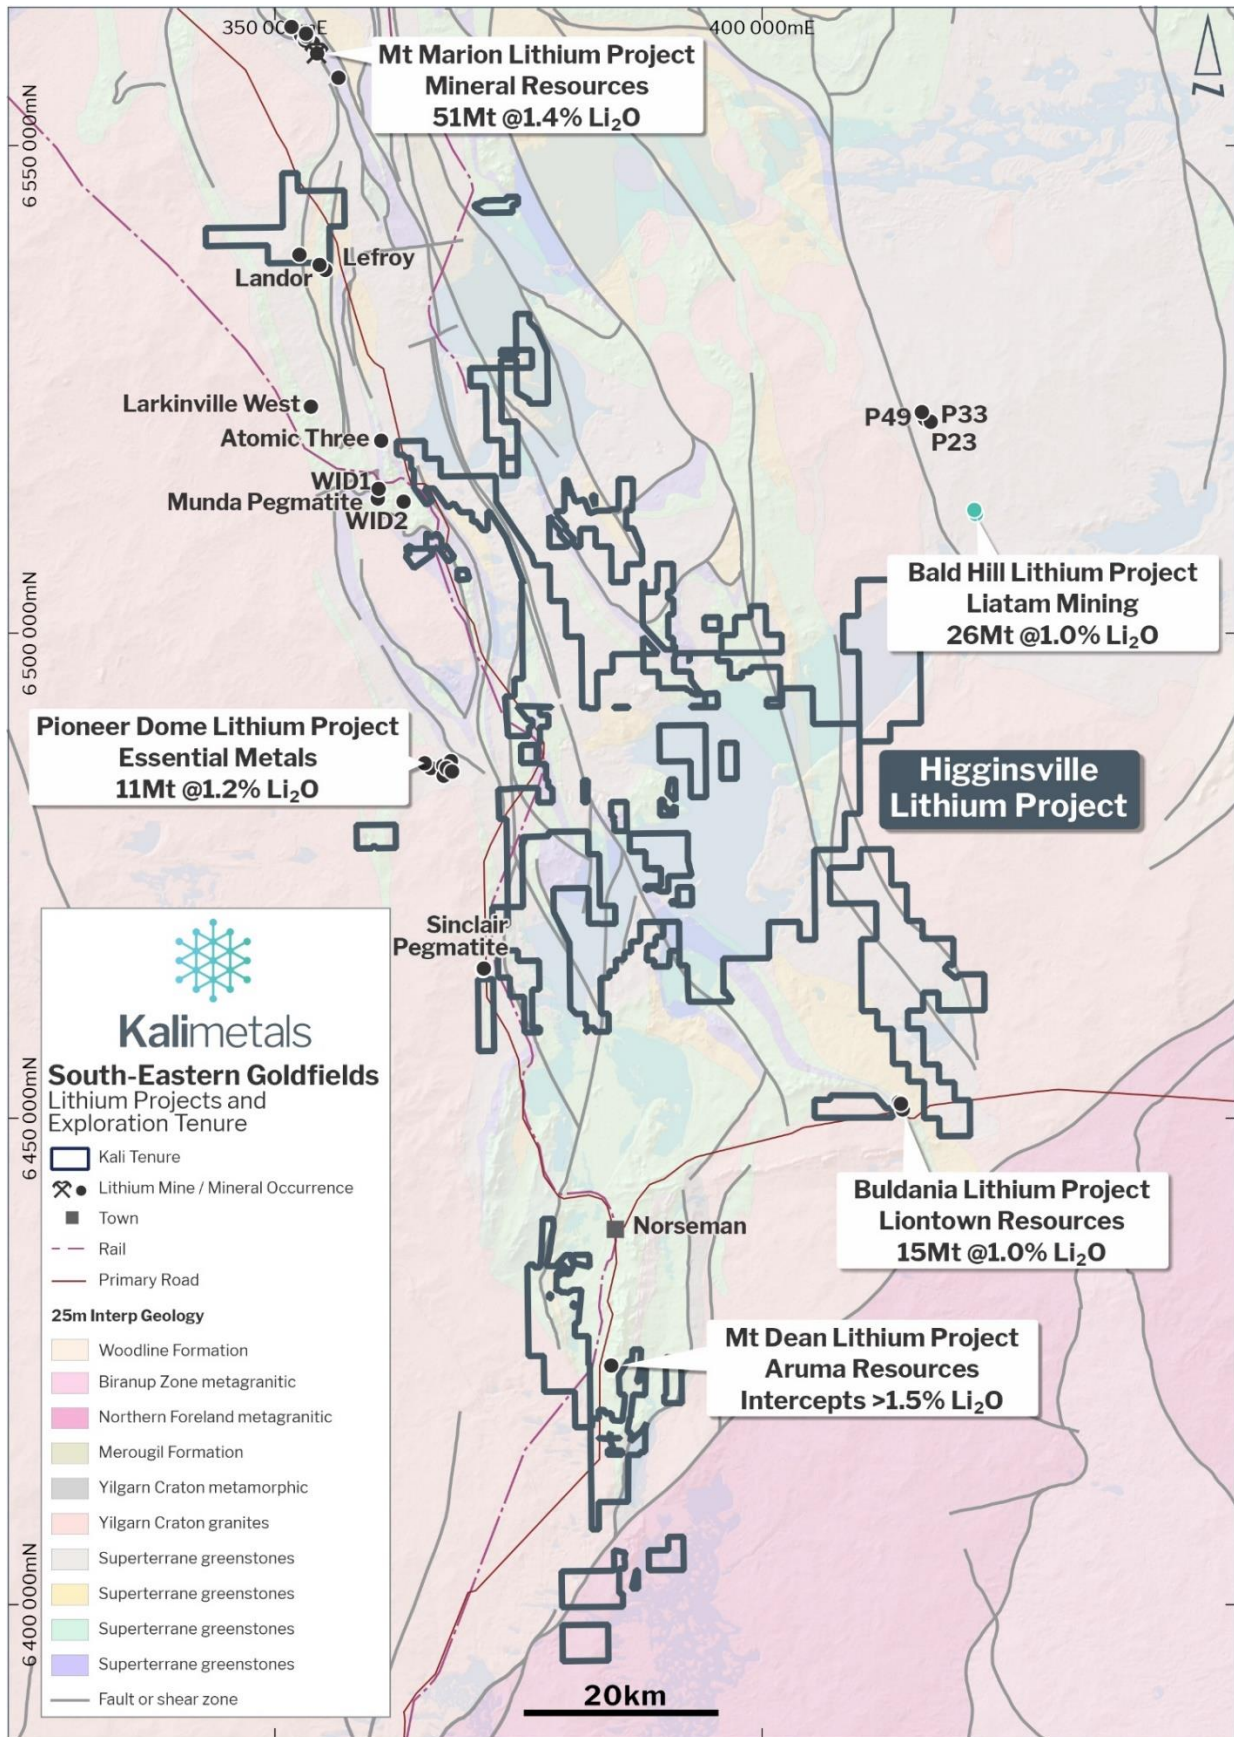 350 000mE
400 000mE
N
6 550 000mN
6 500 000mN
6 450 000mN
6 400 000mN
Mt Marion Lithium Project
Mineral Resources
51Mt @1.4% Li₂O
Lefroy
Landor
Larkinville West
Atomic Three
WID1
Munda Pegmatite
WID2
P49
P33
P23
Bald Hill Lithium Project
Liatam Mining
26Mt @1.0% Li₂O
Pioneer Dome Lithium Project
Essential Metals
11Mt @1.2% Li₂O
Higginsville
Lithium Project
Sinclair
Pegmatite
Buldania Lithium Project
Liontown Resources
15Mt @1.0% Li₂O
Norseman
Mt Dean Lithium Project
Aruma Resources
Intercepts >1.5% Li₂O
20km
Kalimetals
South-Eastern Goldfields
Lithium Projects and
Exploration Tenure
Kali Tenure
Lithium Mine / Mineral Occurrence
Town
Rail
Primary Road
25m Interp Geology
Woodline Formation
Biranup Zone metagranitic
Northern Foreland metagranitic
Merougil Formation
Yilgarn Craton metamorphic
Yilgarn Craton granites
Superterrane greenstones
Superterrane greenstones
Superterrane greenstones
Superterrane greenstones
Fault or shear zone